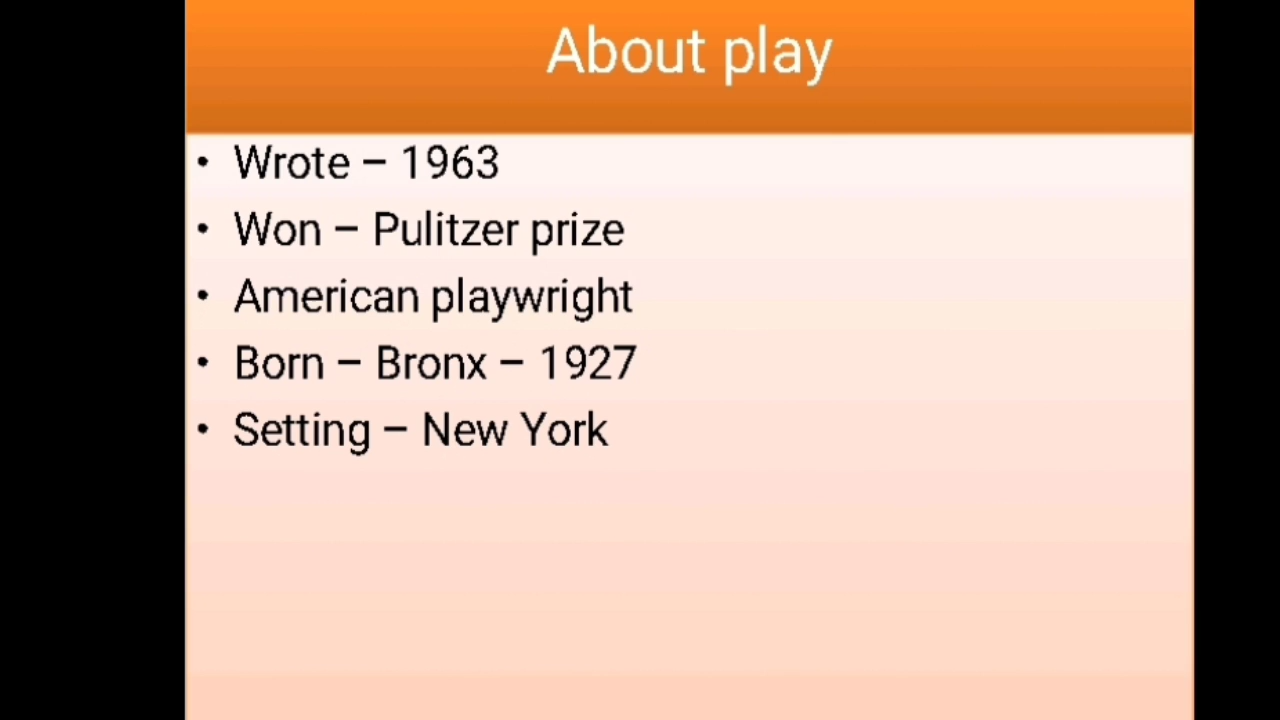 About play
• Wrote – 1963
• Won – Pulitzer prize
• American playwright
• Born – Bronx – 1927
• Setting – New York